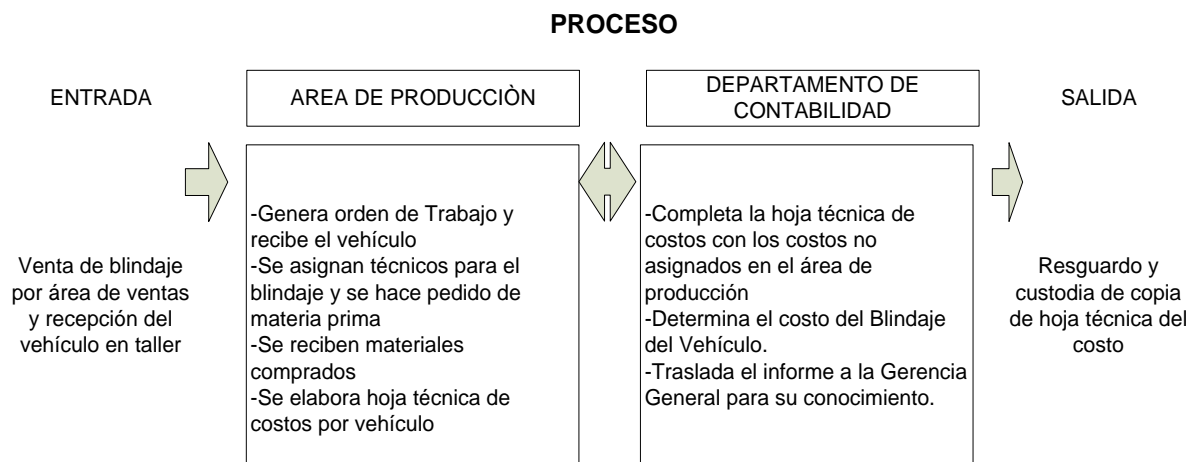 PROCESO
ENTRADA
AREA DE PRODUCCIÒN
DEPARTAMENTO DE
CONTABILIDAD
SALIDA
Venta de blindaje
por área de ventas
y recepción del
vehículo en taller
-Genera orden de Trabajo y
recibe el vehículo
-Se asignan técnicos para el
blindaje y se hace pedido de
materia prima
-Se reciben materiales
comprados
-Se elabora hoja técnica de
costos por vehículo
-Completa la hoja técnica de
costos con los costos no
asignados en el área de
producción
-Determina el costo del Blindaje
del Vehículo.
-Traslada el informe a la Gerencia
General para su conocimiento.
Resguardo y
custodia de copia
de hoja técnica del
costo